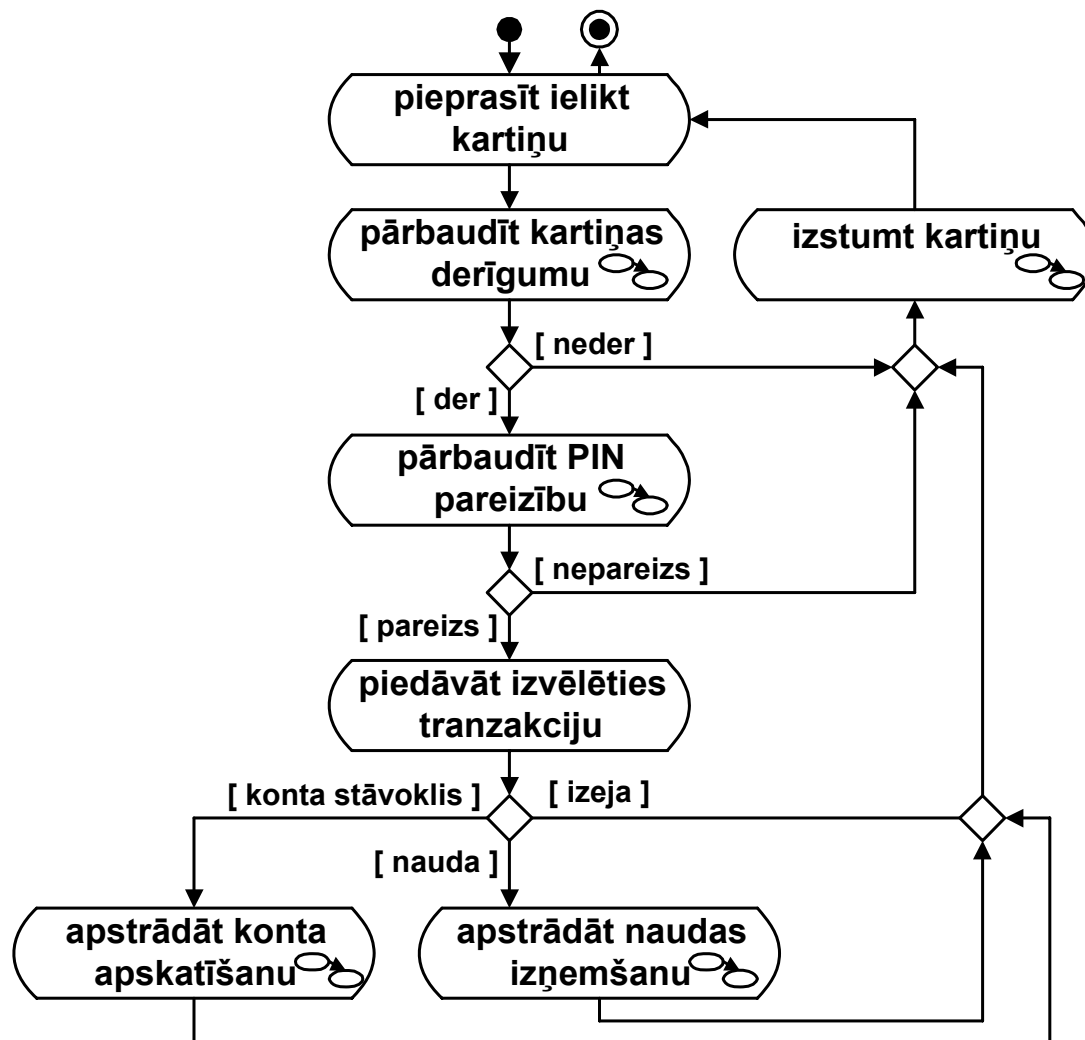 pieprasīt ielikt
kartiņu
pārbaudīt kartiņas
derīgumu
izstumt kartiņu
[ neder ]
[ der ]
pārbaudīt PIN
pareizību
[ nepareizs ]
[ pareizs ]
piedāvāt izvēlēties
tranzakciju
[ konta stāvoklis ]
[ izeja ]
[ nauda ]
apstrādāt konta
apskatīšanu
apstrādāt naudas
izņemšanu